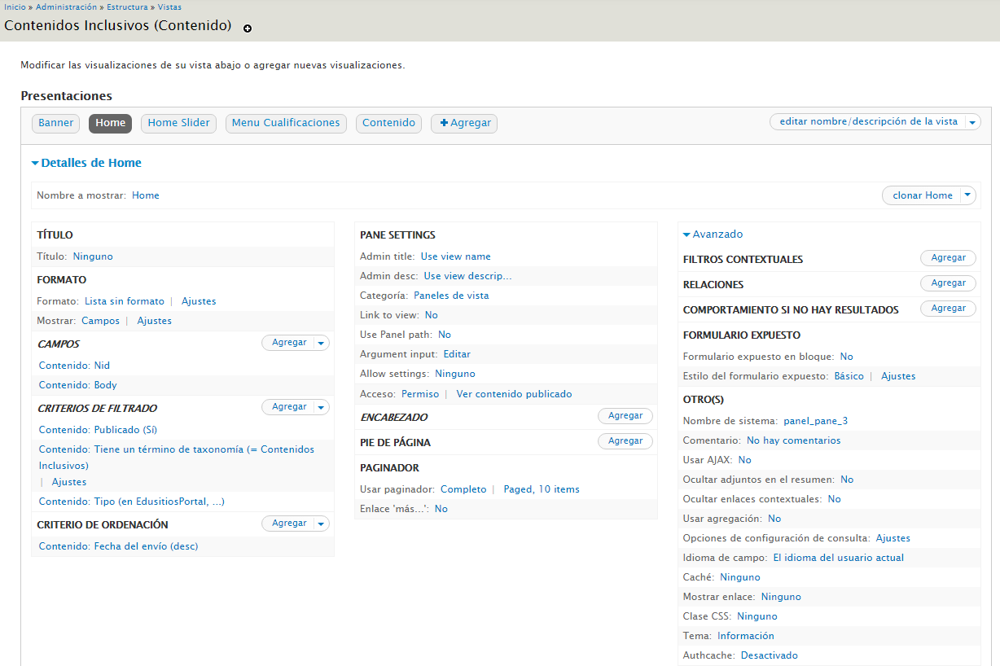 Inicio » Administración » Estructura » Vistas
Contenidos Inclusivos (Contenido)
Modificar las visualizaciones de su vista abajo o agregar nuevas visualizaciones.
Presentaciones
Banner Home Home Slider Menu Cualificaciones Contenido Agregar editar nombre/descripción de la vista
Detalles de Home
Nombre a mostrar: Home clonar Home
TÍTULO
Título: Ninguno
FORMATO
Formato: Lista sin formato | Ajustes
Mostrar: Campos | Ajustes
CAMPOS Agregar
Contenido: Nid
Contenido: Body
CRITERIOS DE FILTRADO Agregar
Contenido: Publicado (Sí)
Contenido: Tiene un término de taxonomía (= Contenidos
Inclusivos)
| Ajustes
Contenido: Tipo (en EdusitiosPortal, ...)
CRITERIO DE ORDENACIÓN Agregar
Contenido: Fecha del envío (desc)
PANE SETTINGS
Admin title: Use view name
Admin desc: Use view descrip...
Categoría: Paneles de vista
Link to view: No
Use Panel path: No
Argument input: Editar
Allow settings: Ninguno
Acceso: Permiso | Ver contenido publicado
ENCABEZADO Agregar
PIE DE PÁGINA Agregar
PAGINADOR
Usar paginador: Completo | Paged, 10 items
Enlace 'más...': No
Avanzado
FILTROS CONTEXTUALES Agregar
RELACIONES Agregar
COMPORTAMIENTO SI NO HAY RESULTADOS Agregar
FORMULARIO EXPUESTO
Formulario expuesto en bloque: No
Estilo del formulario expuesto: Básico | Ajustes
OTRO(S)
Nombre de sistema: panel_pane_3
Comentario: No hay comentarios
Usar AJAX: No
Ocultar adjuntos en el resumen: No
Ocultar enlaces contextuales: No
Usar agregación: No
Opciones de configuración de consulta: Ajustes
Idioma de campo: El idioma del usuario actual
Caché: Ninguno
Mostrar enlace: Ninguno
Clase CSS: Ninguno
Tema: Información
Authcache: Desactivado